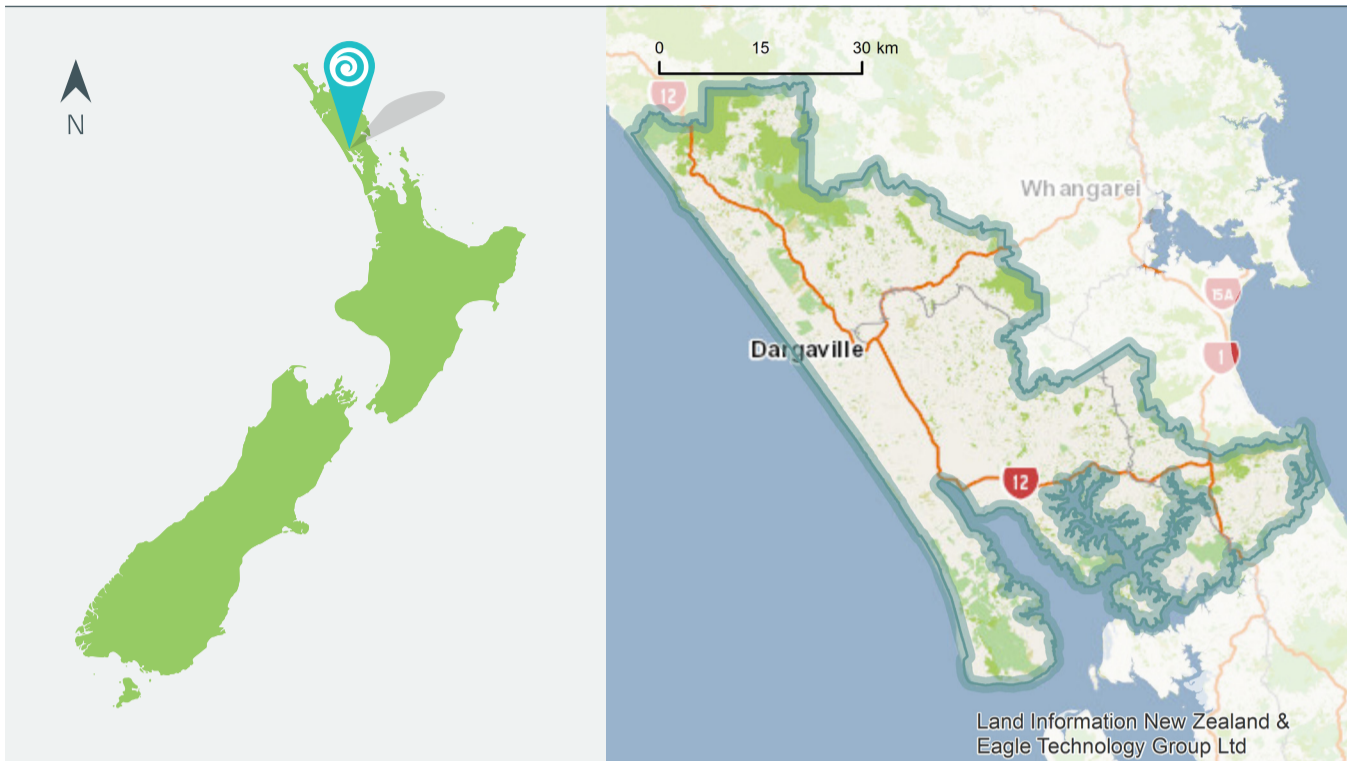 N
0 15 30 km
12
Whangarei
15A
1
Dargaville
12
Land Information New Zealand &
Eagle Technology Group Ltd